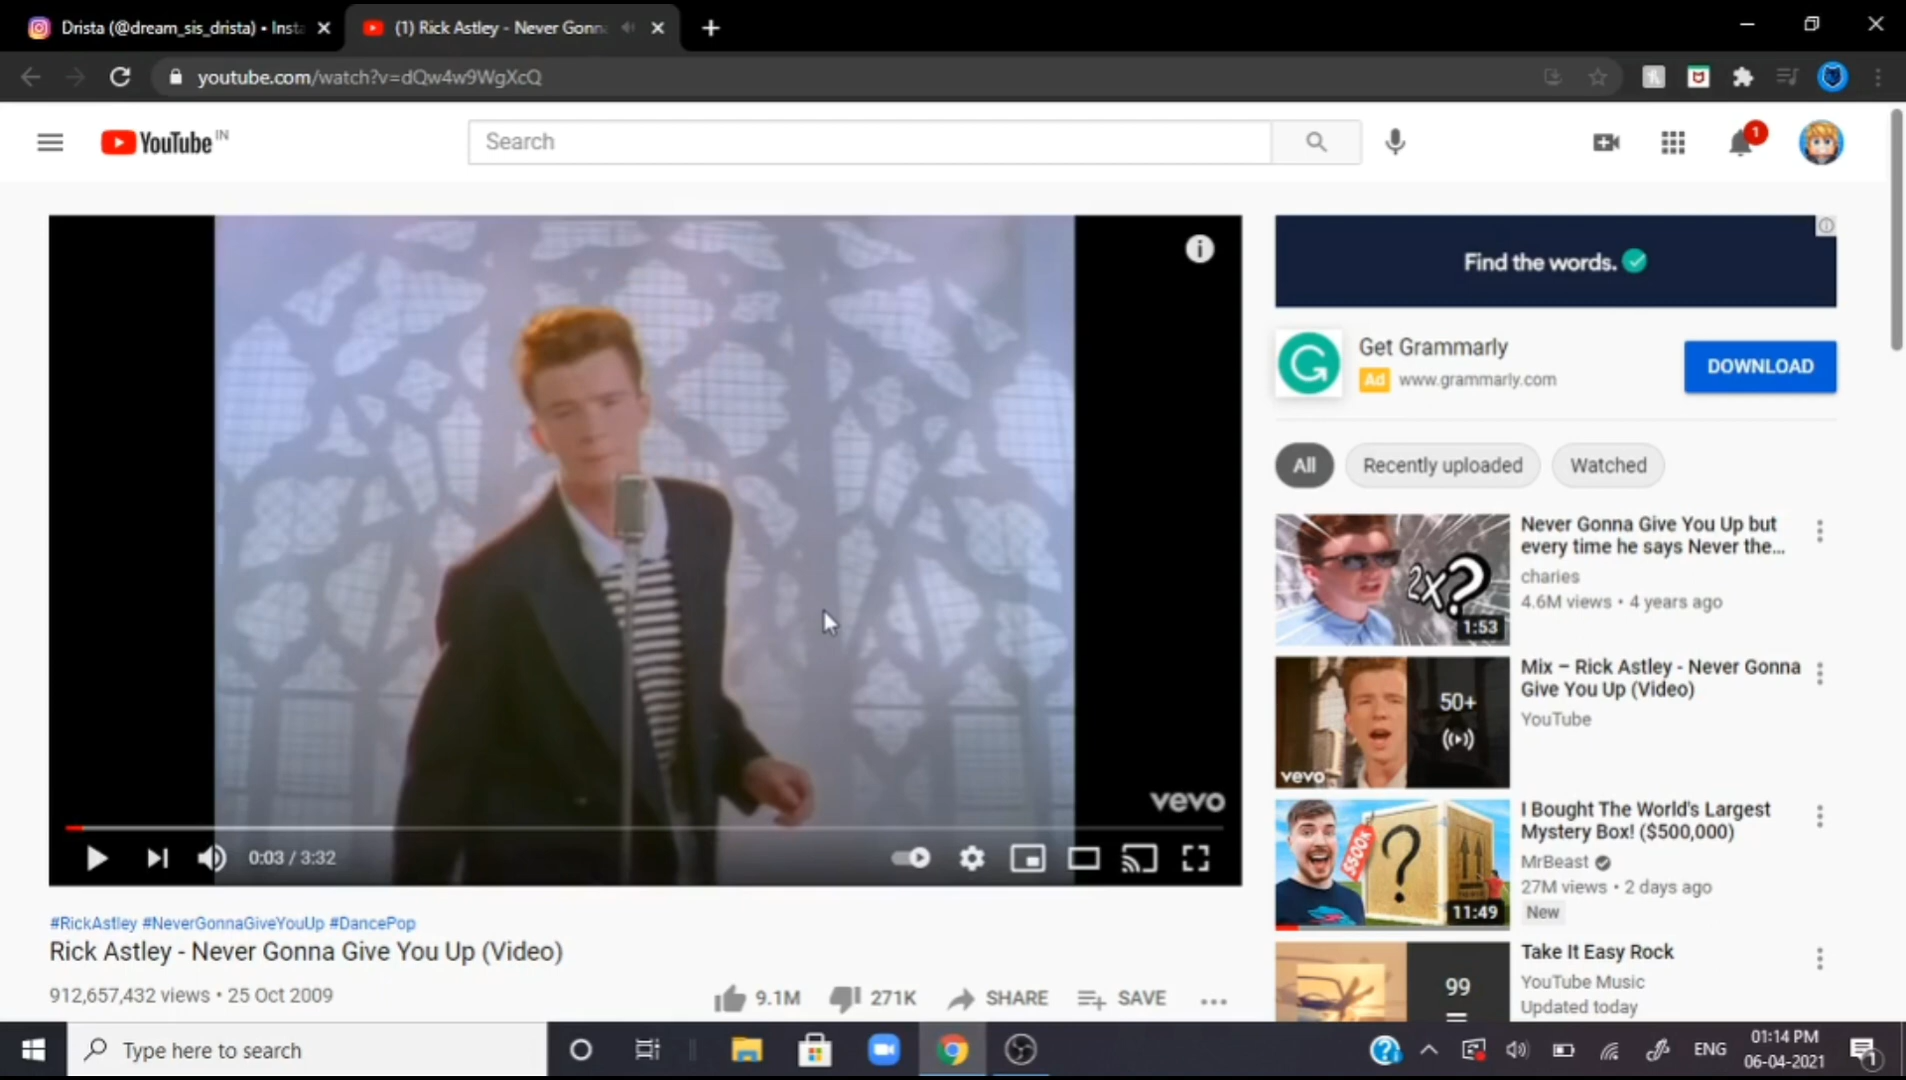 Drista (@dream_sis_drista) • Insta
(1) Rick Astley - Never Gonn
youtube.com/watch?v=dQw4w9WgXcQ
YouTube IN
Search
1
Find the words.
Get Grammarly
Ad www.grammarly.com
DOWNLOAD
All
Recently uploaded
Watched
Never Gonna Give You Up but
every time he says Never the...
charies
4.6M views • 4 years ago
2X?
1:53
Mix – Rick Astley - Never Gonna
Give You Up (Video)
YouTube
50+
vevo
I Bought The World's Largest
Mystery Box! ($500,000)
MrBeast
27M views • 2 days ago
New
$500K
?
11:49
Take It Easy Rock
YouTube Music
Updated today
99
vevo
0:03 / 3:32
#RickAstley #NeverGonnaGiveYouUp #DancePop
Rick Astley - Never Gonna Give You Up (Video)
912,657,432 views • 25 Oct 2009
9.1M
271K
SHARE
SAVE
Type here to search
ENG
01:14 PM
06-04-2021
1